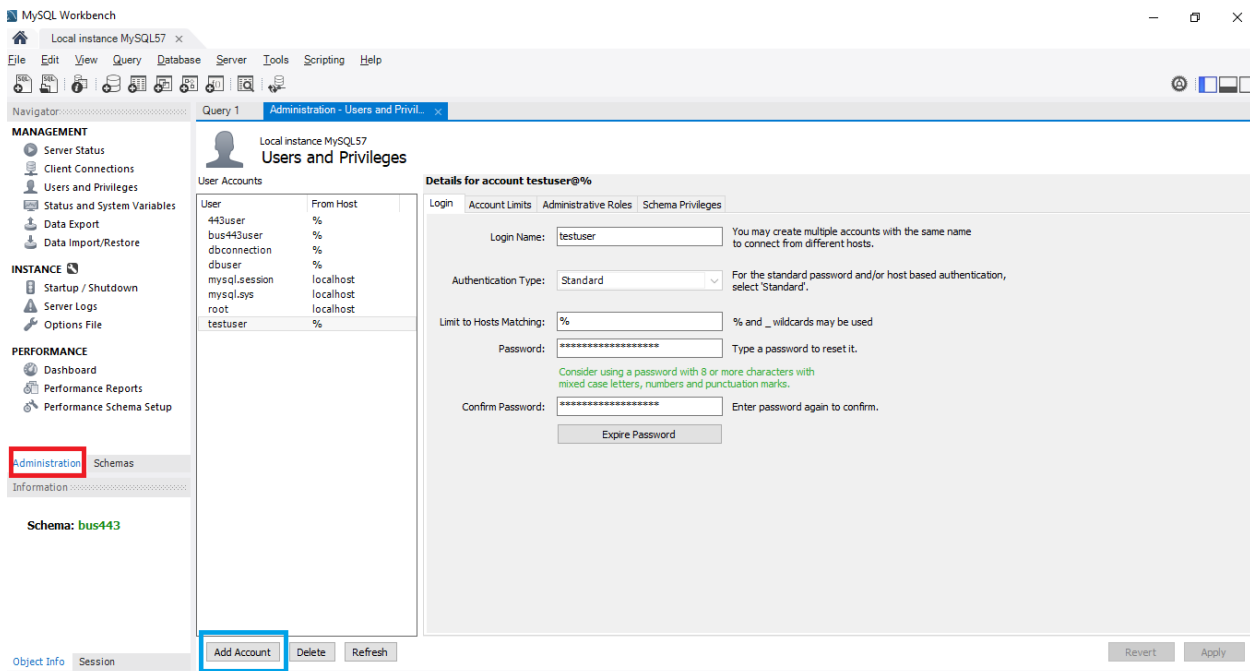 MySQL Workbench
Local instance MySQL57
File Edit View Query Database Server Tools Scripting Help
Navigator
MANAGEMENT
Server Status
Client Connections
Users and Privileges
Status and System Variables
Data Export
Data Import/Restore
INSTANCE
Startup / Shutdown
Server Logs
Options File
PERFORMANCE
Dashboard
Performance Reports
Performance Schema Setup
Administration Schemas
Information
Schema: bus443
Object Info Session
Query 1 Administration - Users and Privil...
Local instance MySQL57
Users and Privileges
User Accounts
User From Host
443user %
bus443user %
dbconnection %
dbuser %
mysql.session localhost
mysql.sys localhost
root localhost
testuser %
Add Account Delete Refresh
Details for account testuser@%
Login Account Limits Administrative Roles Schema Privileges
Login Name: testuser You may create multiple accounts with the same name
to connect from different hosts.
Authentication Type: Standard For the standard password and/or host based authentication,
select 'Standard'.
Limit to Hosts Matching: % % and _ wildcards may be used
Password: ****************** Type a password to reset it.
Consider using a password with 8 or more characters with
mixed case letters, numbers and punctuation marks.
Confirm Password: ****************** Enter password again to confirm.
Expire Password
Revert Apply